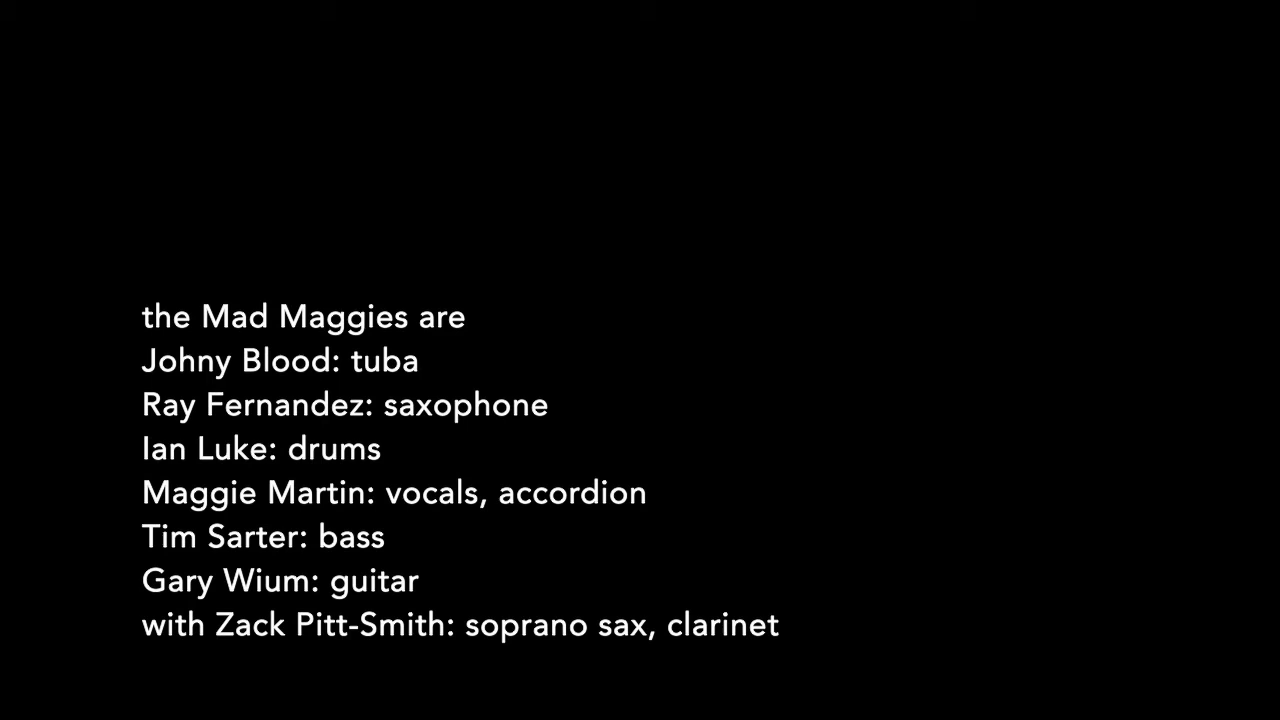 the Mad Maggies are
Johny Blood: tuba
Ray Fernandez: saxophone
Ian Luke: drums
Maggie Martin: vocals, accordion
Tim Sarter: bass
Gary Wium: guitar
with Zack Pitt-Smith: soprano sax, clarinet